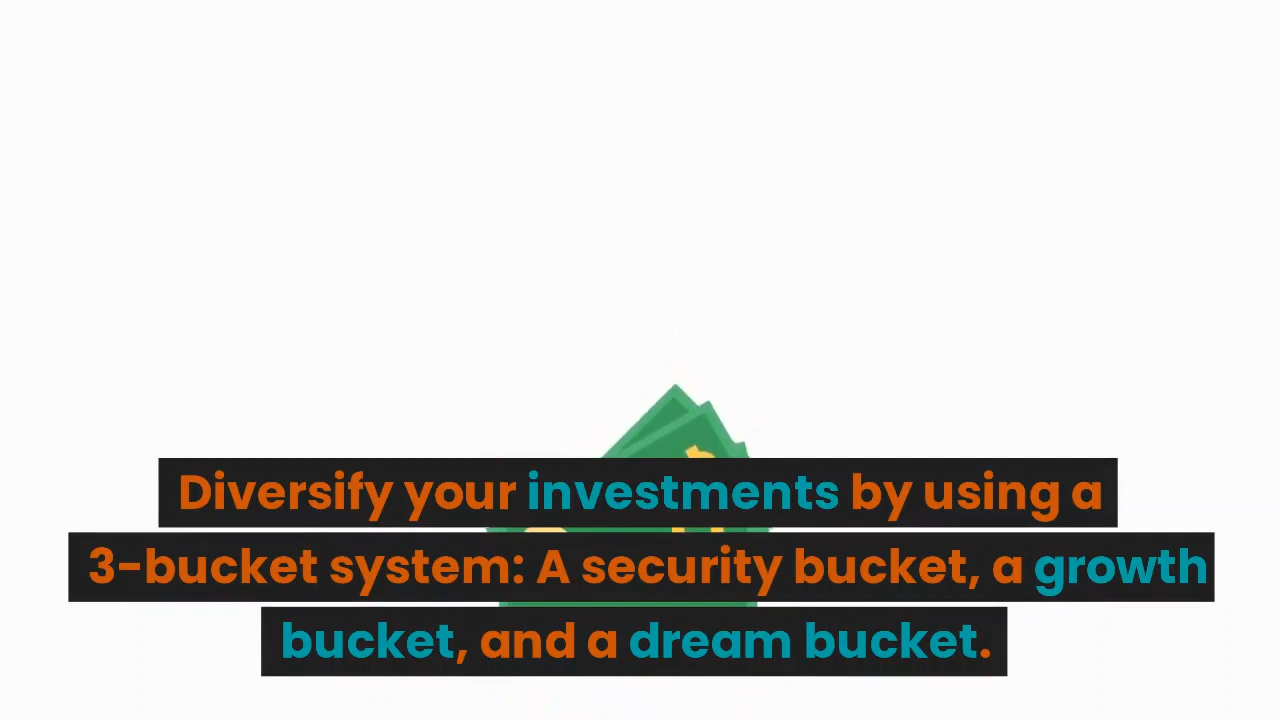 Diversify your investments by using a
3-bucket system: A security bucket, a growth
bucket, and a dream bucket.